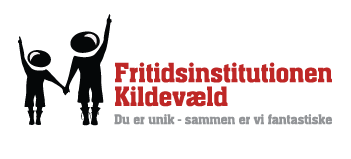 Fritidsinstitutionen
Kildevæld
Du er unik - sammen er vi fantastiske